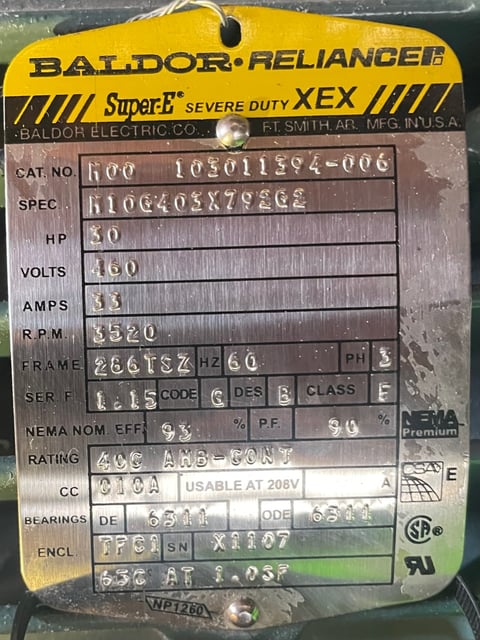 BALDOR•RELIANCER
Super-E® SEVERE DUTY XEX
BALDOR ELECTRIC CO. FT. SMITH, AR. MFG. IN U.S.A.
CAT. NO. M00 103011394-006
SPEC.
HP 30
VOLTS 460
AMPS 33
R.P.M. 3520
FRAME 286TSZ HZ 60 PH 3
SER. F. 1.15 CODE G DES B CLASS F
NEMA NOM. EFF. 93 % P.F. 90 %
RATING 40C AMB-CONT
NEMA
Premium
CC 010A USABLE AT 208V A
CSA E
BEARINGS DE 6311 ODE 6311
ENCL. SN X1107
65C AT 1.0SF
NP1260